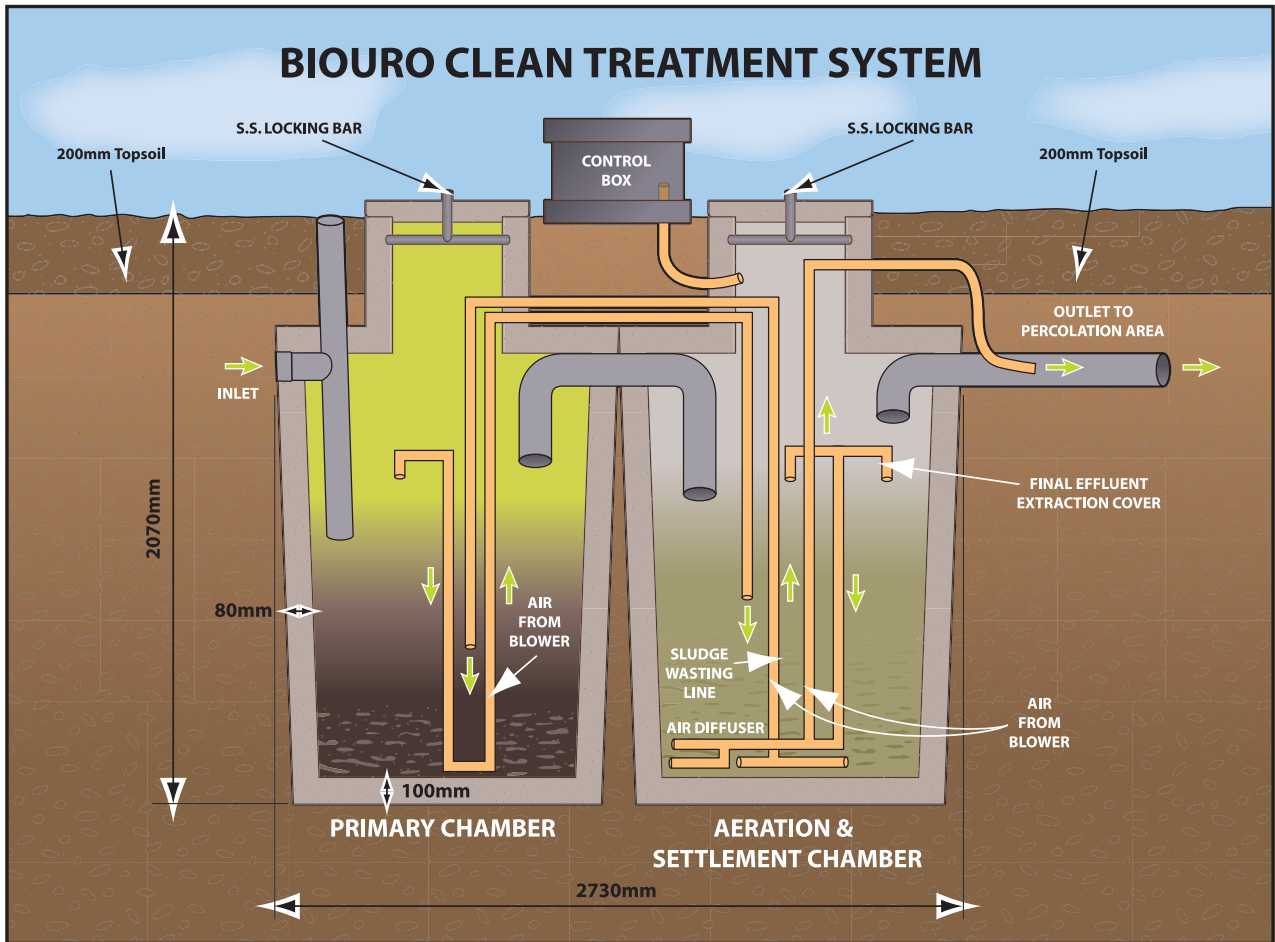 BIOURO CLEAN TREATMENT SYSTEM
S.S. LOCKING BAR
S.S. LOCKING BAR
200mm Topsoil
CONTROL
BOX
200mm Topsoil
OUTLET TO
PERCOLATION AREA
INLET
FINAL EFFLUENT
EXTRACTION COVER
2070mm
80mm
AIR
FROM
BLOWER
SLUDGE
WASTING
LINE
AIR DIFFUSER
AIR
FROM
BLOWER
100mm
PRIMARY CHAMBER
AERATION &
SETTLEMENT CHAMBER
2730mm